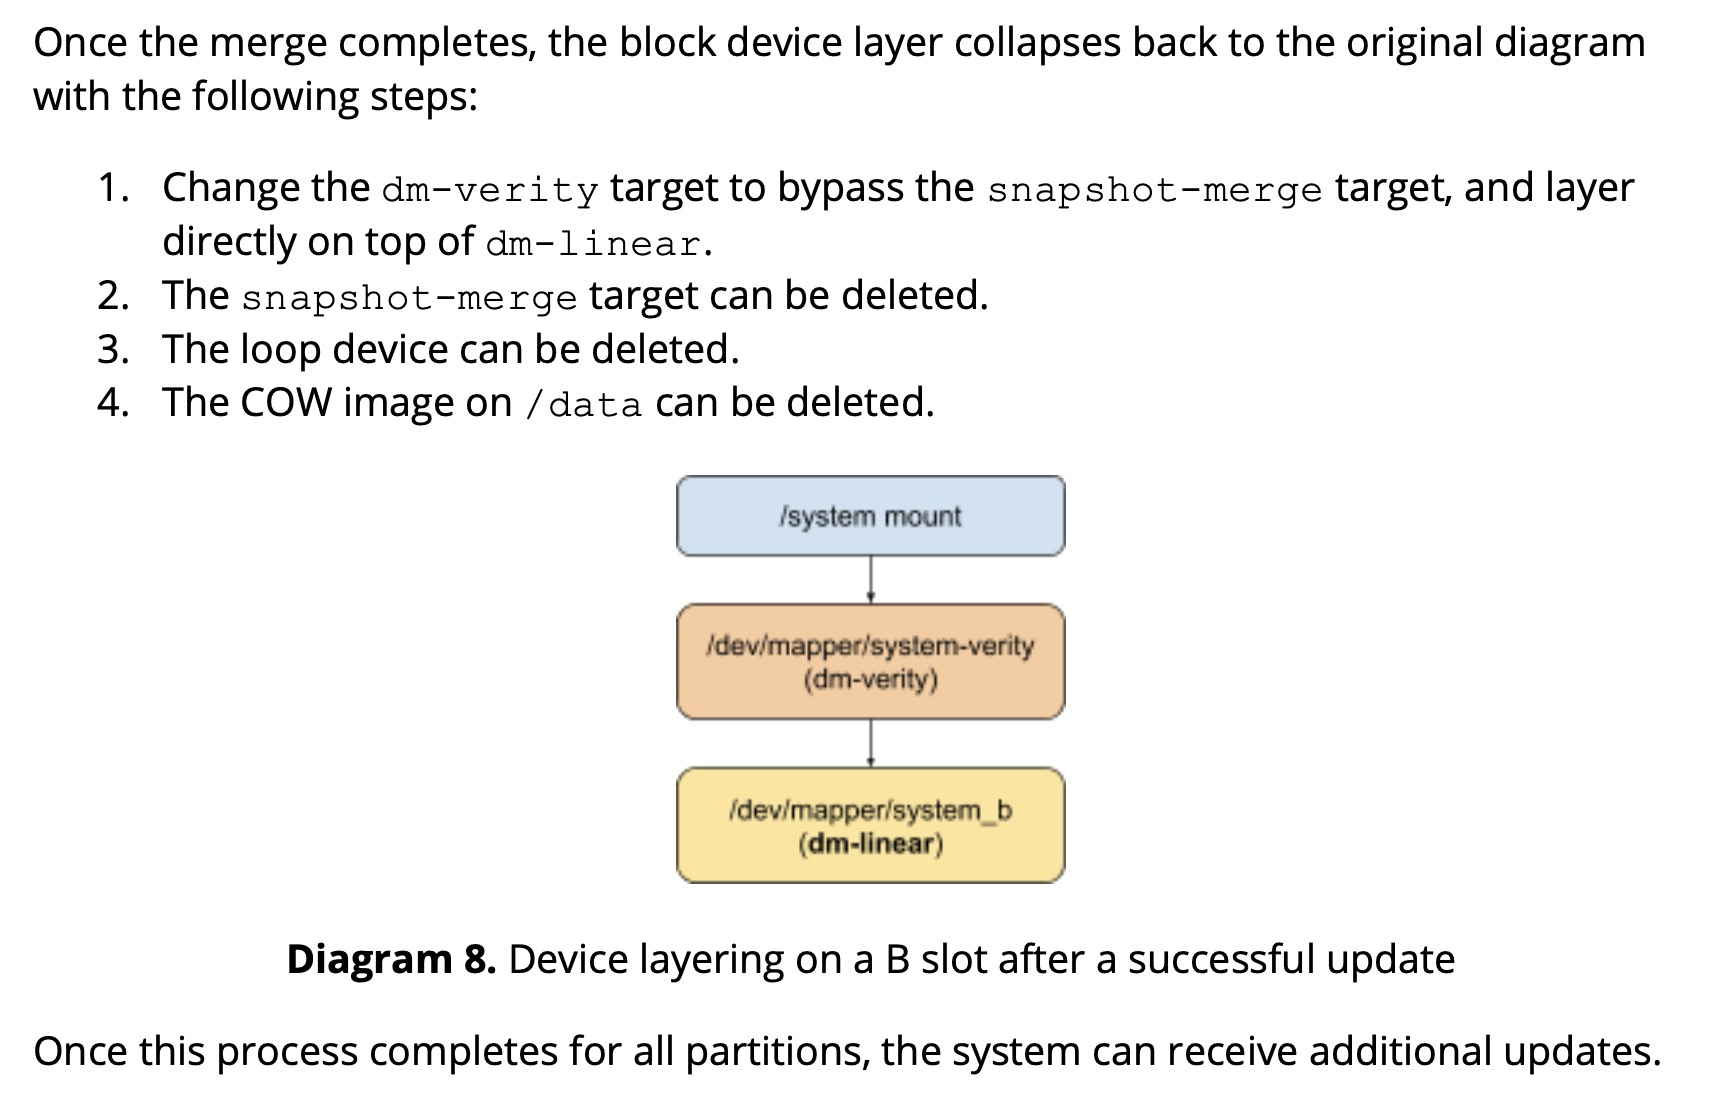 Once the merge completes, the block device layer collapses back to the original diagram
with the following steps:
1. Change the dm-verity target to bypass the snapshot-merge target, and layer
directly on top of dm-linear.
2. The snapshot-merge target can be deleted.
3. The loop device can be deleted.
4. The COW image on /data can be deleted.
/system mount
/dev/mapper/system-verity
(dm-verity)
/dev/mapper/system_b
(dm-linear)
Diagram 8. Device layering on a B slot after a successful update
Once this process completes for all partitions, the system can receive additional updates.